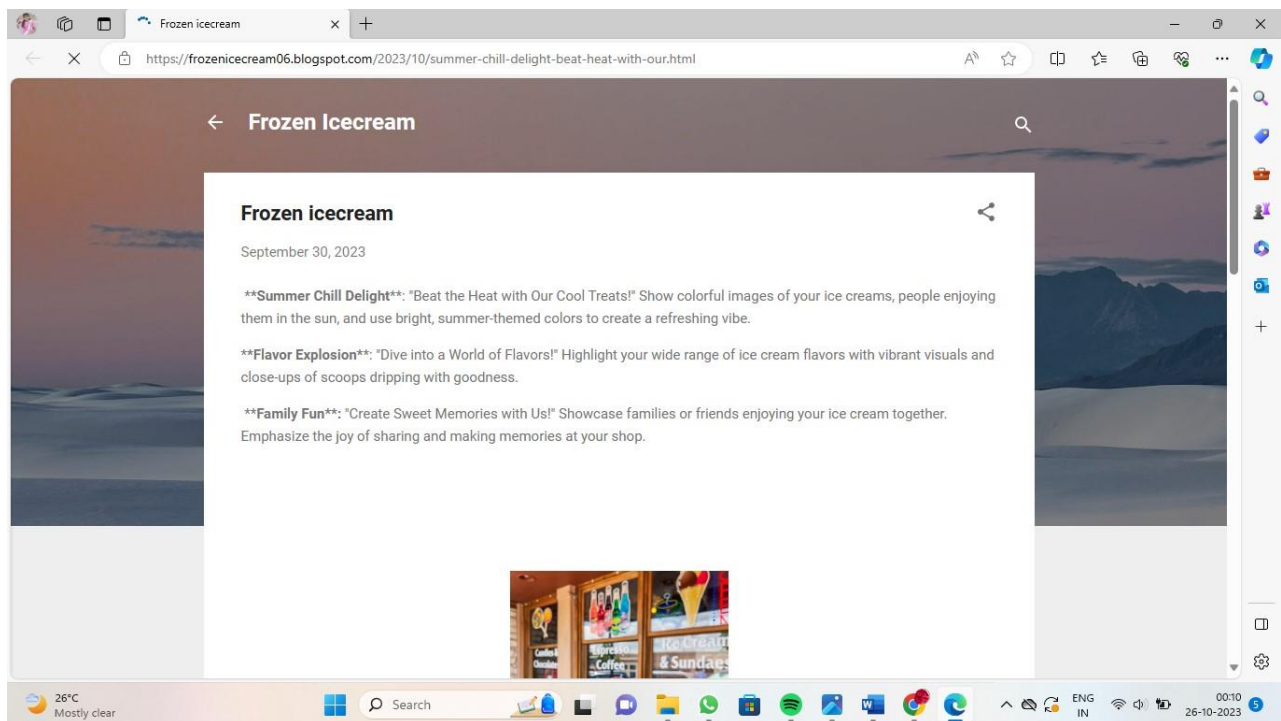 Frozen icecream
https://frozenicecream06.blogspot.com/2023/10/summer-chill-delight-beat-heat-with-our.html
Frozen Icecream
Frozen icecream
September 30, 2023
**Summer Chill Delight**: "Beat the Heat with Our Cool Treats!" Show colorful images of your ice creams, people enjoying
them in the sun, and use bright, summer-themed colors to create a refreshing vibe.
**Flavor Explosion**: "Dive into a World of Flavors!" Highlight your wide range of ice cream flavors with vibrant visuals and
close-ups of scoops dripping with goodness.
**Family Fun**: "Create Sweet Memories with Us!" Showcase families or friends enjoying your ice cream together.
Emphasize the joy of sharing and making memories at your shop.
Candies &
Chocolate
Espresso
Coffee
Ice Cream
& Sundaes
26°C
Mostly clear
Search
ENG
IN
00:10
26-10-2023
5